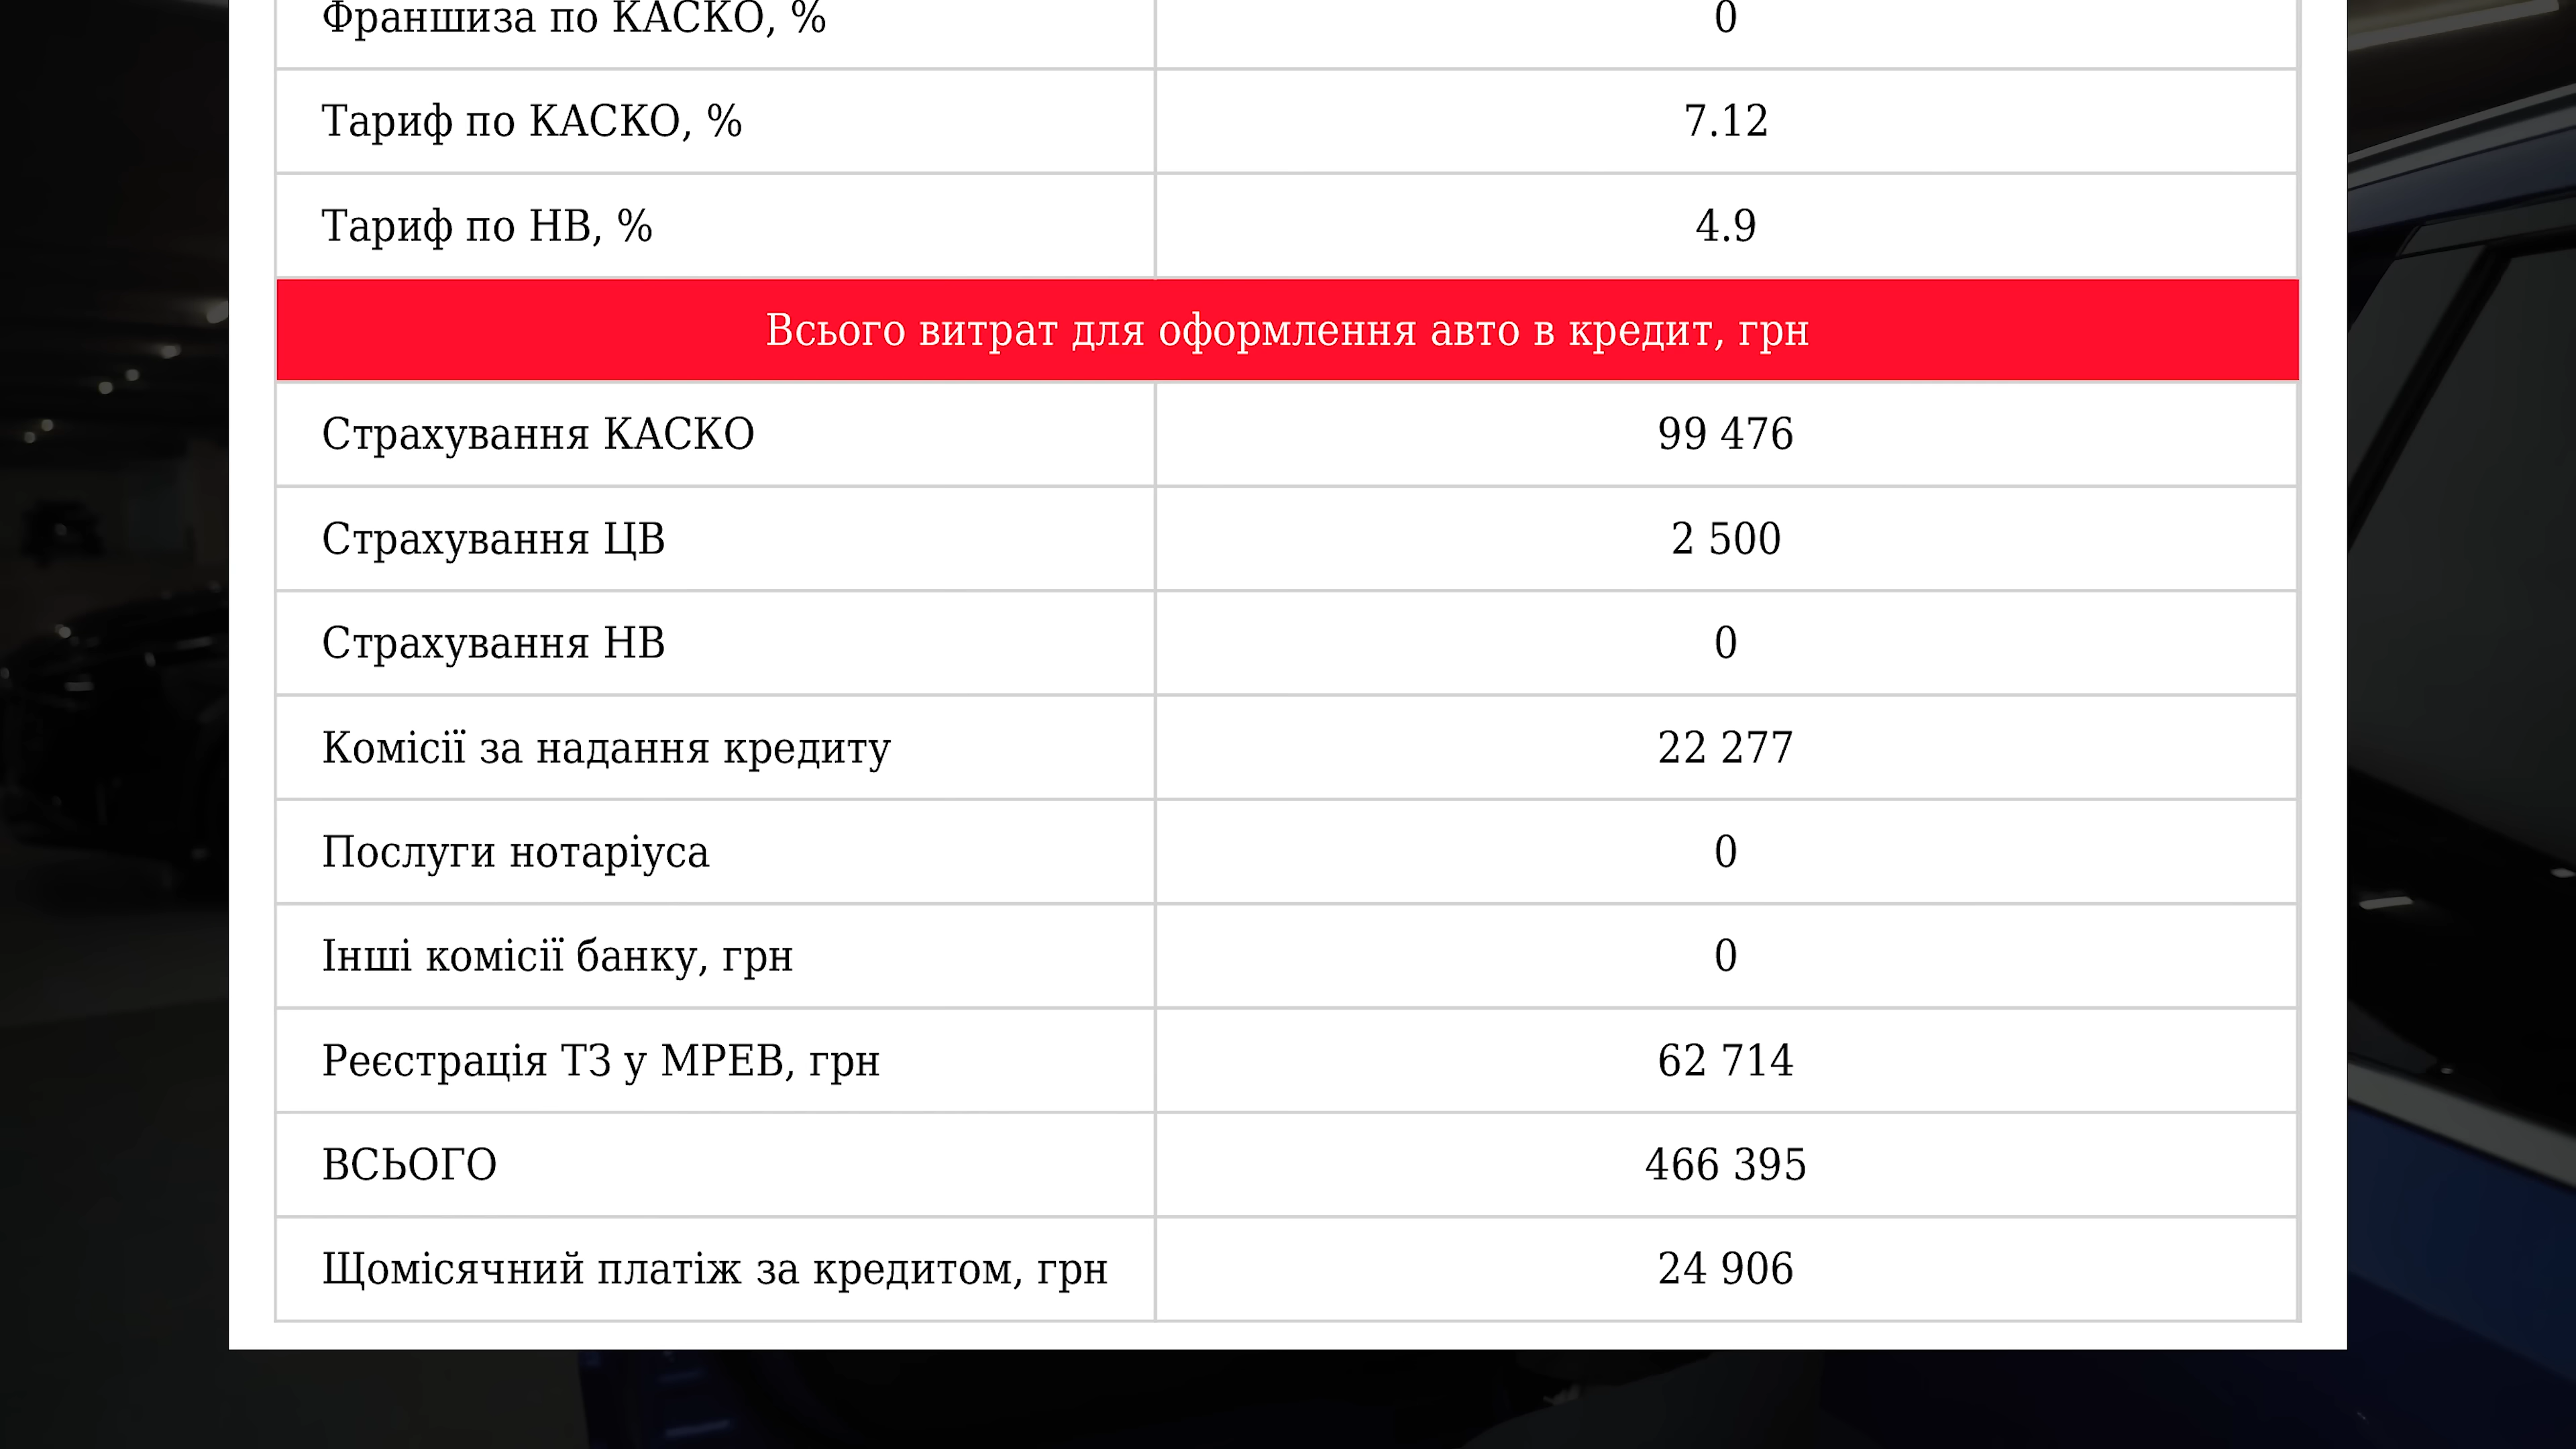 Франшиза по КАСКО, % 0
Тариф по КАСКО, % 7.12
Тариф по НВ, % 4.9
Всього витрат для оформлення авто в кредит, грн
Страхування КАСКО 99 476
Страхування ЦВ 2 500
Страхування НВ 0
Комісії за надання кредиту 22 277
Послуги нотаріуса 0
Інші комісії банку, грн 0
Реєстрація ТЗ у МРЕВ, грн 62 714
ВСЬОГО 466 395
Щомісячний платіж за кредитом, грн 24 906